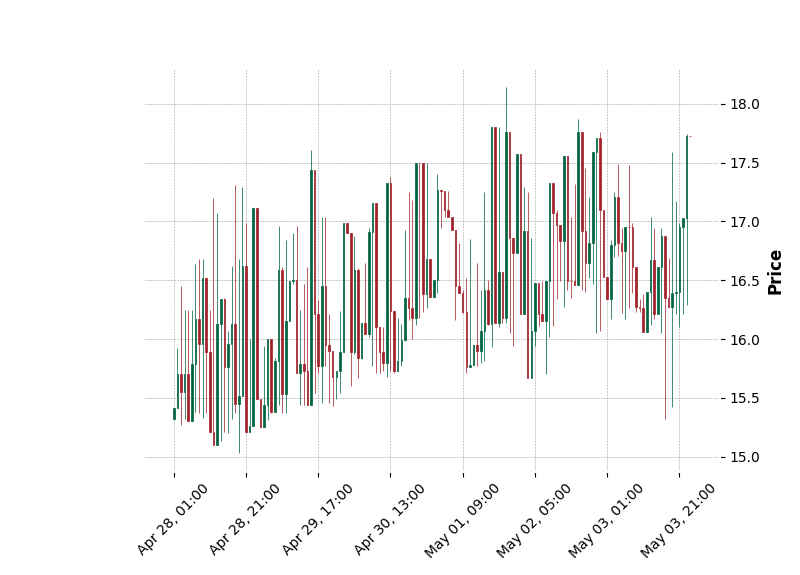 18.0
17.5
17.0
16.5
16.0
15.5
15.0
Price
Apr 28, 01:00
Apr 28, 21:00
Apr 29, 17:00
Apr 30, 13:00
May 01, 09:00
May 02, 05:00
May 03, 01:00
May 03, 21:00